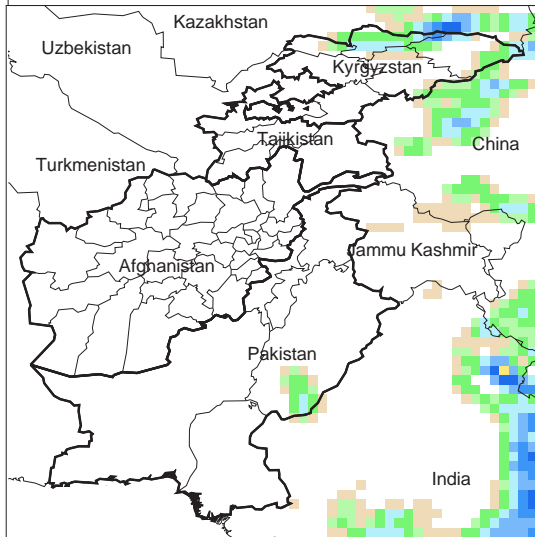 Kazakhstan
Uzbekistan
Kyrgyzstan
Tajikistan
China
Turkmenistan
Jammu Kashmir
Afghanistan
Pakistan
India